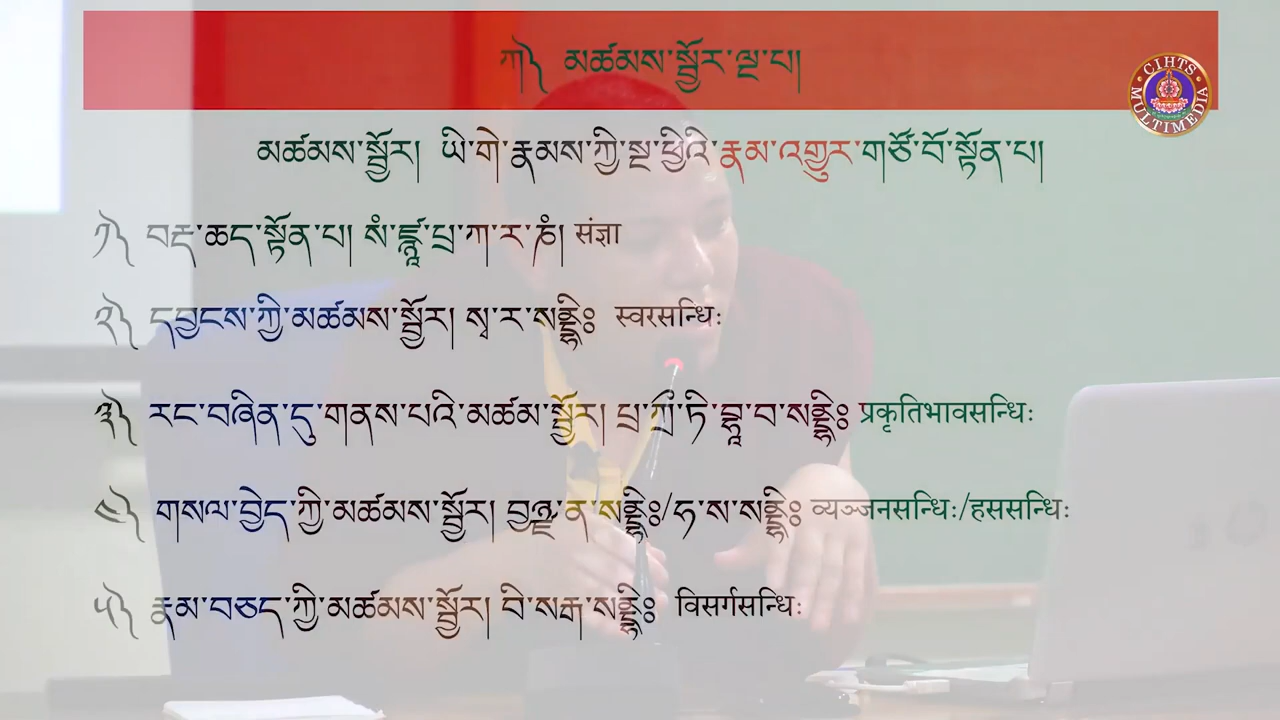 ཀ༽ མཚམས་སྦྱོར་ལྔ་པ།
CIHTS MULTIMEDIA
མཚམས་སྦྱོར། ཡི་གེ་རྣམས་ཀྱི་སྔ་ཕྱིའི་རྣམ་འགྱུར་གཙོ་བོ་སྟོན་པ།
༡༽ བརྡ་ཆད་སྟོན་པ། སཾ་ཛྙཱ་པྲ་ཀ་ར་ཎཾ། संज्ञा
༢༽ དབྱངས་ཀྱི་མཚམས་སྦྱོར། སྭ་ར་སནྡྷིཿ स्वरसन्धिः
༣༽ རང་བཞིན་དུ་གནས་པའི་མཚམ་སྦྱོར། པྲ་ཀྲྀ་ཏི་བྷཱ་བ་སནྡྷིཿ प्रकृतिभावसन्धिः
༤༽ གསལ་བྱེད་ཀྱི་མཚམས་སྦྱོར། བྱཉྫ་ན་སནྡྷིཿ/ཧ་ས་སནྡྷིཿ व्यञ्जनसन्धिः/हससन्धिः
༥༽ རྣམ་བཅད་ཀྱི་མཚམས་སྦྱོར། བི་སརྒ་སནྡྷིཿ विसर्गसन्धिः